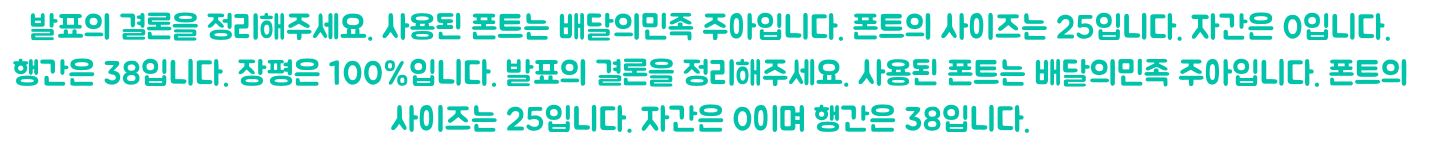 발표의 결론을 정리해주세요. 사용된 폰트는 배달의민족 주아입니다. 폰트의 사이즈는 25입니다. 자간은 0입니다.
행간은 38입니다. 장평은 100%입니다. 발표의 결론을 정리해주세요. 사용된 폰트는 배달의민족 주아입니다. 폰트의
사이즈는 25입니다. 자간은 0이며 행간은 38입니다.